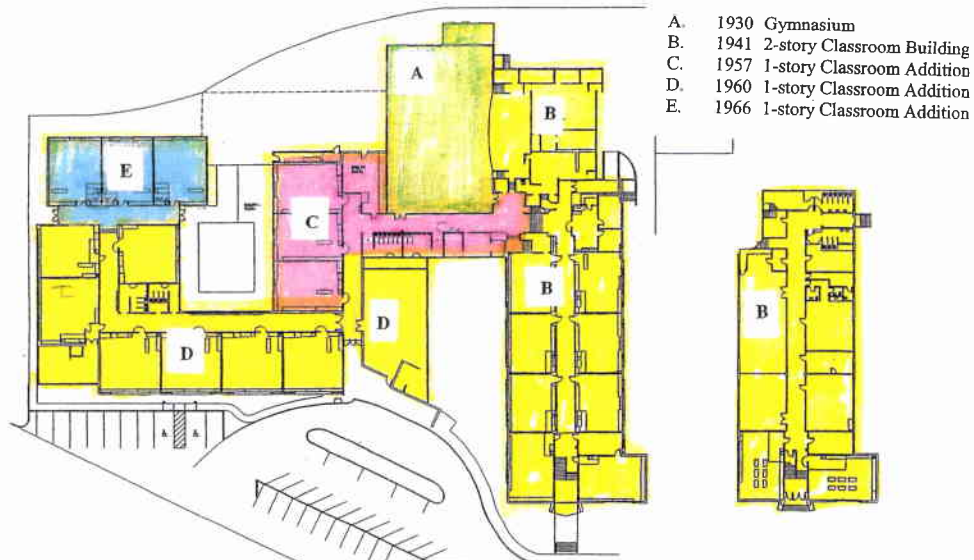 A. 1930 Gymnasium
B. 1941 2-story Classroom Building
C. 1957 1-story Classroom Addition
D. 1960 1-story Classroom Addition
E. 1966 1-story Classroom Addition
A
B
E
C
B
D
D
B